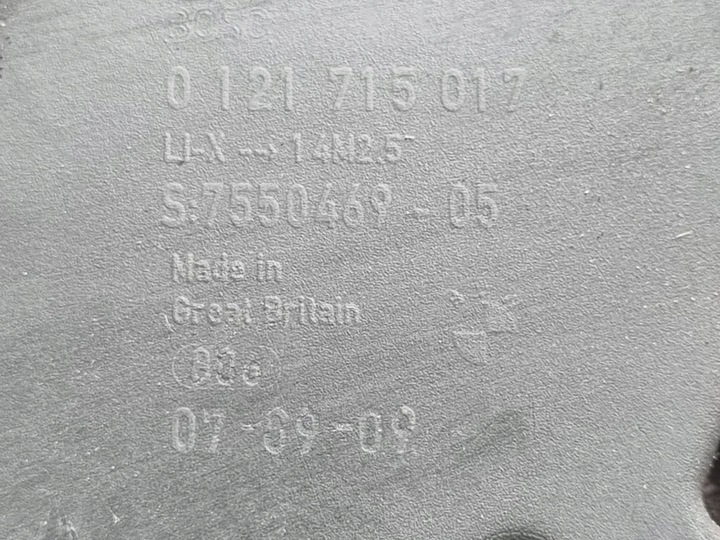 0 121 715 017
LI-X --> 14M2.5
S:7550469 - 05
Made in
Great Britain
07-09-09